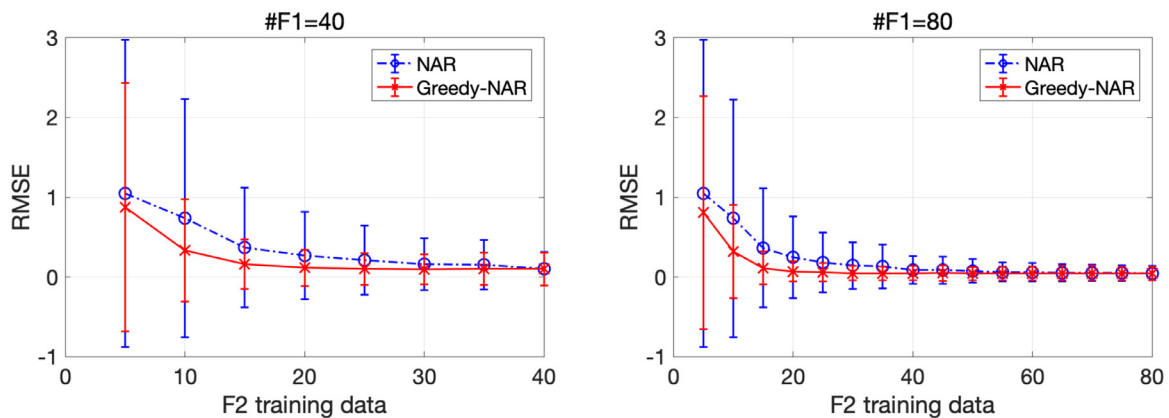 #F1=40
3
2
1
0
-1
RMSE
NAR
Greedy-NAR
0
10
20
30
40
F2 training data
#F1=80
3
2
1
0
-1
RMSE
NAR
Greedy-NAR
0
20
40
60
80
F2 training data